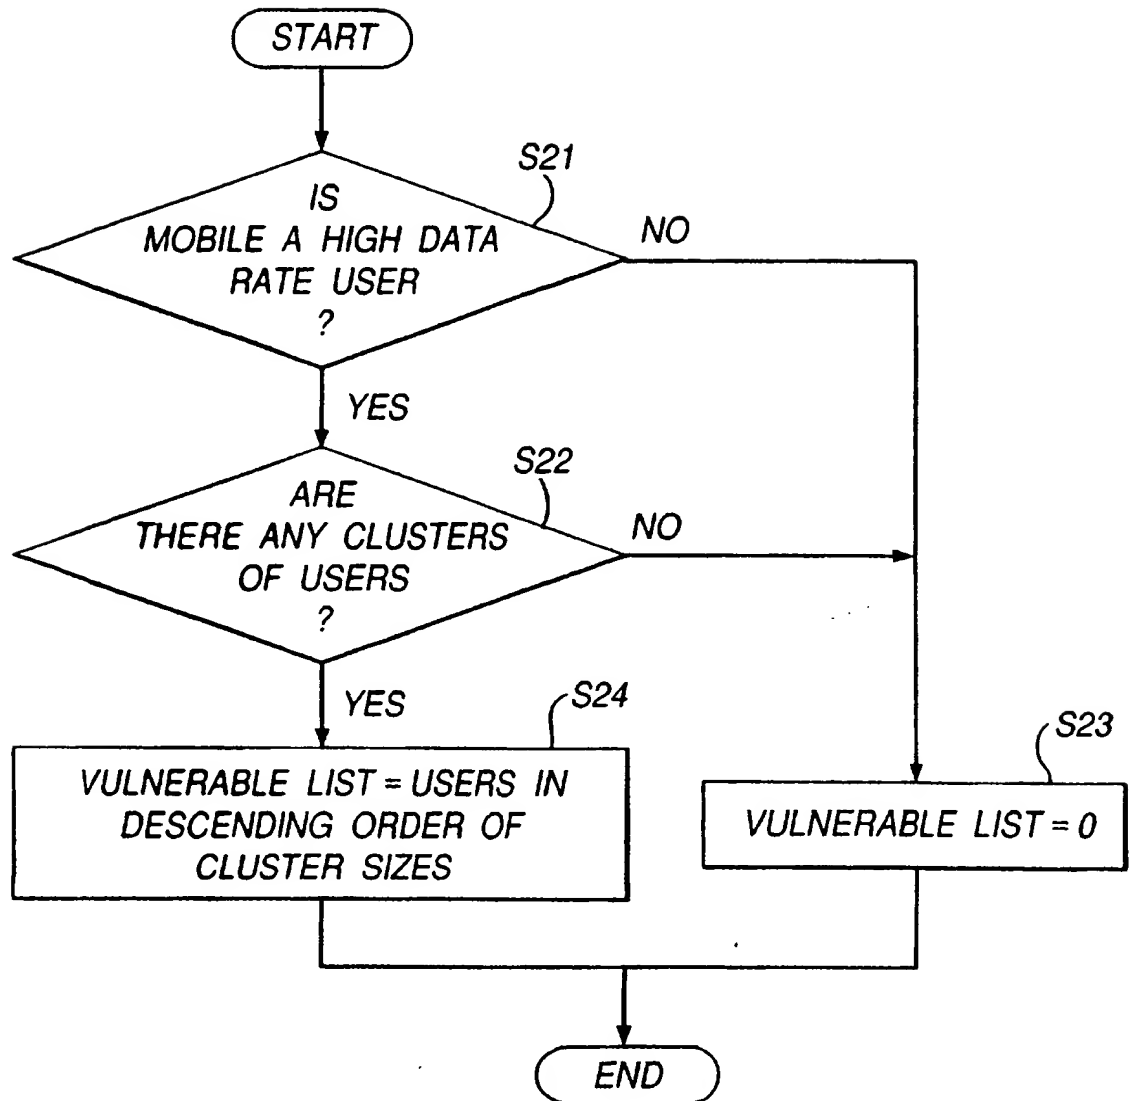 START
S21
IS
MOBILE A HIGH DATA
RATE USER
?
NO
YES
S22
ARE
THERE ANY CLUSTERS
OF USERS
?
NO
YES
S24
VULNERABLE LIST = USERS IN
DESCENDING ORDER OF
CLUSTER SIZES
S23
VULNERABLE LIST = 0
END